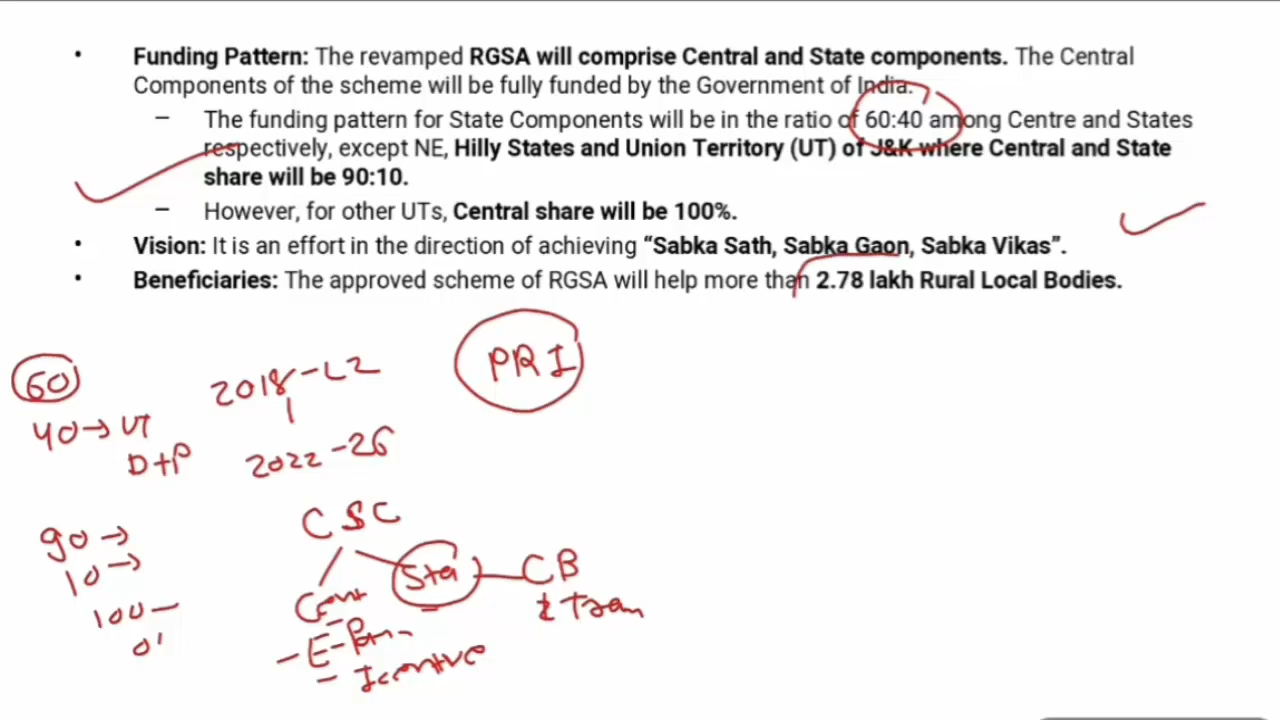 • Funding Pattern: The revamped RGSA will comprise Central and State components. The Central
Components of the scheme will be fully funded by the Government of India.
– The funding pattern for State Components will be in the ratio of 60:40 among Centre and States
respectively, except NE, Hilly States and Union Territory (UT) of J&K where Central and State
share will be 90:10.
– However, for other UTs, Central share will be 100%.
• Vision: It is an effort in the direction of achieving “Sabka Sath, Sabka Gaon, Sabka Vikas”.
• Beneficiaries: The approved scheme of RGSA will help more than 2.78 lakh Rural Local Bodies.
PRI
60
2018-22
40→ UT
D+P
2022-26
CSC
90→
10→
100—
Sta — CB
& Tran
Cent
- E-Pan
- Incentive